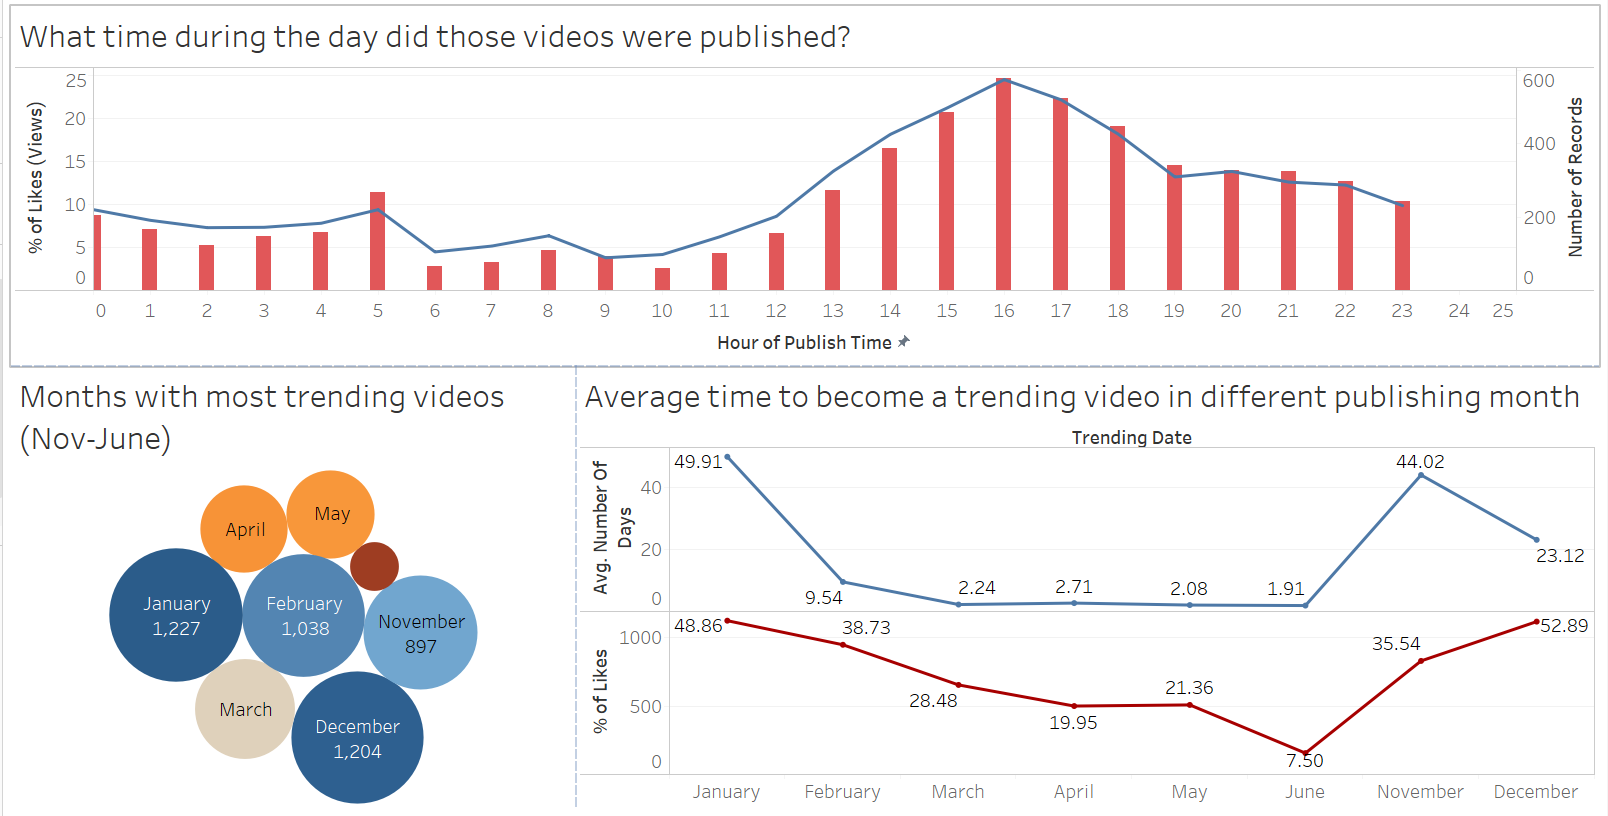 What time during the day did those videos were published?
25
20
15
10
5
0
% of Likes (Views)
600
400
200
0
Number of Records
0 1 2 3 4 5 6 7 8 9 10 11 12 13 14 15 16 17 18 19 20 21 22 23 24 25
Hour of Publish Time
Months with most trending videos
(Nov-June)
April
May
January
1,227
February
1,038
November
897
March
December
1,204
Average time to become a trending video in different publishing month
Trending Date
Avg. Number Of
Days
40
20
0
49.91
9.54
2.24
2.71
2.08
1.91
44.02
23.12
% of Likes
1000
500
0
48.86
38.73
28.48
19.95
21.36
7.50
35.54
52.89
January February March April May June November December